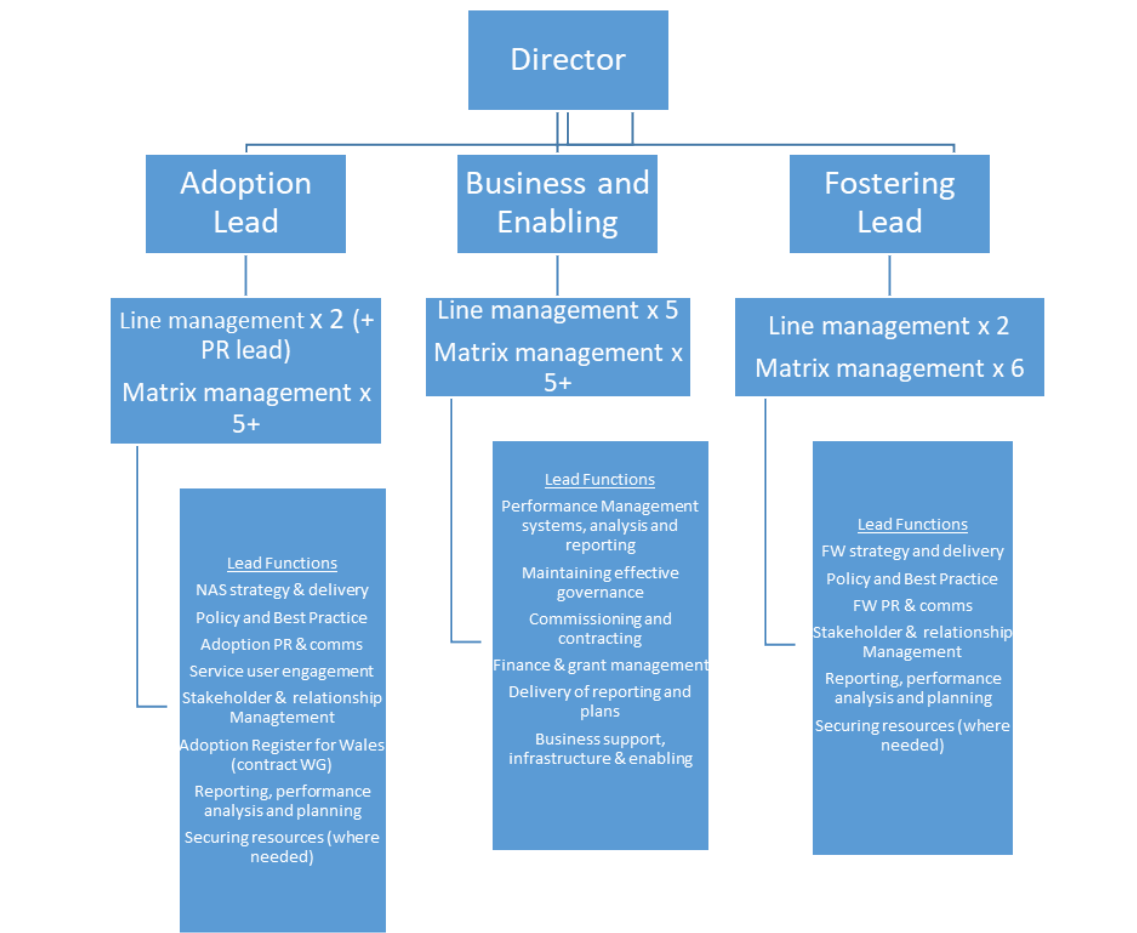 Director
Adoption
Lead
Business and
Enabling
Fostering
Lead
Line management x 2 (+
PR lead)
Matrix management x
5+
Line management x 5
Matrix management x
5+
Line management x 2
Matrix management x 6
Lead Functions
NAS strategy & delivery
Policy and Best Practice
Adoption PR & comms
Service user engagement
Stakeholder & relationship
Managtement
Adoption Register for Wales
(contract WG)
Reporting, performance
analysis and planning
Securing resources (where
needed)
Lead Functions
Performance Management
systems, analysis and
reporting
Maintaining effective
governance
Commissioning and
contracting
Finance & grant management
Delivery of reporting and
plans
Business support,
infrastructure & enabling
Lead Functions
FW strategy and delivery
Policy and Best Practice
FW PR & comms
Stakeholder & relationship
Management
Reporting, performance
analysis and planning
Securing resources (where
needed)